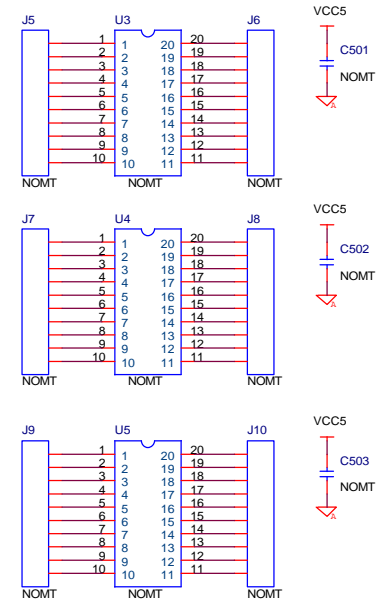 VCC5
J5 U3 J6
C501
NOMT
A
1 1 20 20
2 2 19 19
3 3 18 18
4 4 17 17
5 5 16 16
6 6 15 15
7 7 14 14
8 8 13 13
9 9 12 12
10 10 11 11
NOMT NOMT NOMT
VCC5
J7 U4 J8
C502
NOMT
A
1 1 20 20
2 2 19 19
3 3 18 18
4 4 17 17
5 5 16 16
6 6 15 15
7 7 14 14
8 8 13 13
9 9 12 12
10 10 11 11
NOMT NOMT NOMT
VCC5
J9 U5 J10
C503
NOMT
A
1 1 20 20
2 2 19 19
3 3 18 18
4 4 17 17
5 5 16 16
6 6 15 15
7 7 14 14
8 8 13 13
9 9 12 12
10 10 11 11
NOMT NOMT NOMT